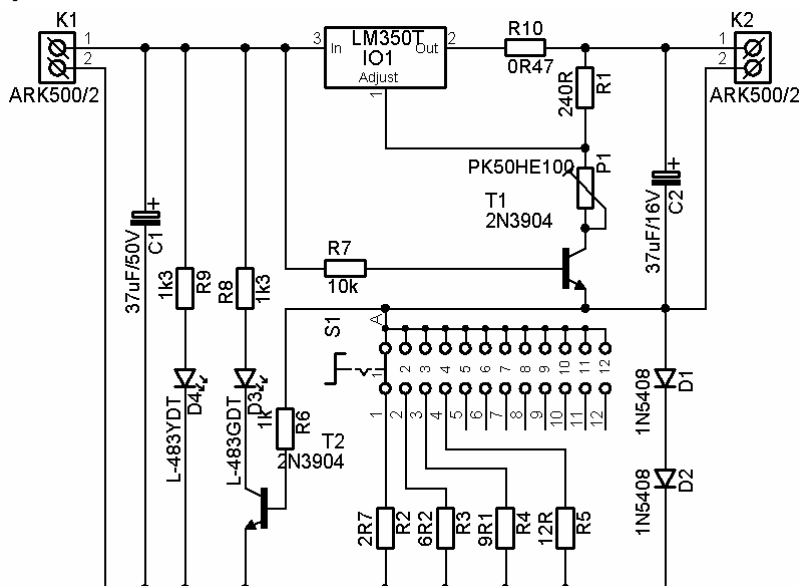 K1
1
2
ARK500/2
3
In
LM350T
IO1
Out
Adjust
1
2
R10
0R47
K2
1
2
ARK500/2
240R
R1
PK50HE100
P1
T1
2N3904
37uF/16V
C2
+
37uF/50V
C1
+
1k3
R9
R8
1k3
R7
10k
S1
A
1
2
3
4
5
6
7
8
9
10
11
12
1
2
3
4
5
6
7
8
9
10
11
12
L-483YDT
D4
L-483GDT
D3
1k
R6
T2
2N3904
1N5408
D1
1N5408
D2
2R7
R2
6R2
R3
9R1
R4
12R
R5